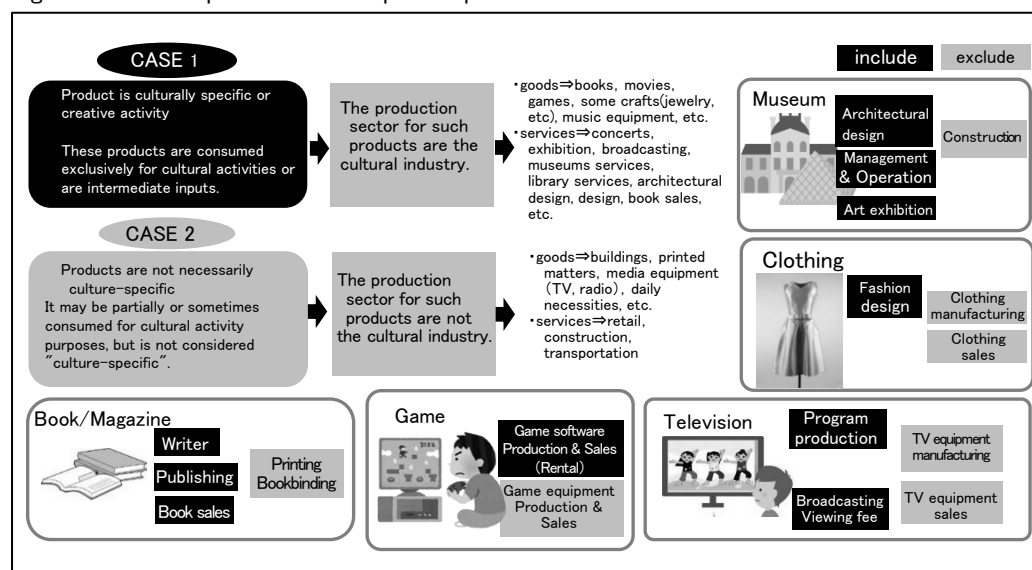 CASE 1
Product is culturally specific or
creative activity
These products are consumed
exclusively for cultural activities or
are intermediate inputs.
The production
sector for such
products are the
cultural industry.
・goods⇒books, movies,
games, some crafts(jewelry,
etc), music equipment, etc.
・services⇒concerts,
exhibition, broadcasting,
museums services,
library services, architectural
design, design, book sales,
etc.
CASE 2
Products are not necessarily
culture-specific
It may be partially or sometimes
consumed for cultural activity
purposes, but is not considered
"culture-specific".
The production
sector for such
products are not
the cultural industry.
・goods⇒buildings, printed
matters, media equipment
(TV, radio), daily
necessities, etc.
・services⇒retail,
construction,
transportation
include
exclude
Museum
Architectural
design
Management
& Operation
Art exhibition
Construction
Clothing
Fashion
design
Clothing
manufacturing
Clothing
sales
Book/Magazine
Writer
Publishing
Book sales
Printing
Bookbinding
Game
Game software
Production & Sales
(Rental)
Game equipment
Production &
Sales
Television
Program
production
Broadcasting
Viewing fee
TV equipment
manufacturing
TV equipment
sales